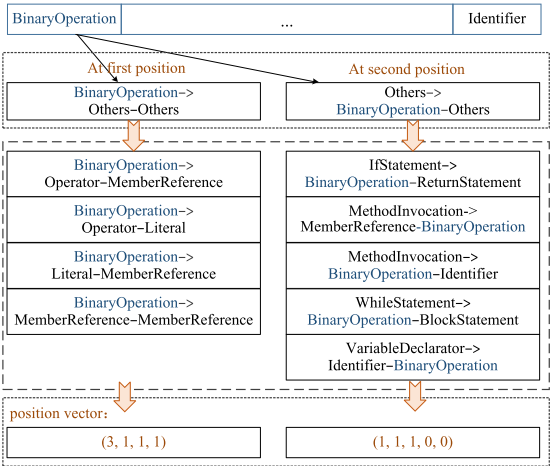 BinaryOperation ... Identifier
At first position
At second position
BinaryOperation->
Others-Others
Others->
BinaryOperation-Others
BinaryOperation->
Operator-MemberReference
BinaryOperation->
Operator-Literal
BinaryOperation->
Literal-MemberReference
BinaryOperation->
MemberReference-MemberReference
IfStatement->
BinaryOperation-ReturnStatement
MethodInvocation->
MemberReference-BinaryOperation
MethodInvocation->
BinaryOperation-Identifier
WhileStatement->
BinaryOperation-BlockStatement
VariableDeclarator->
Identifier-BinaryOperation
position vector:
(3, 1, 1, 1)
(1, 1, 1, 0, 0)